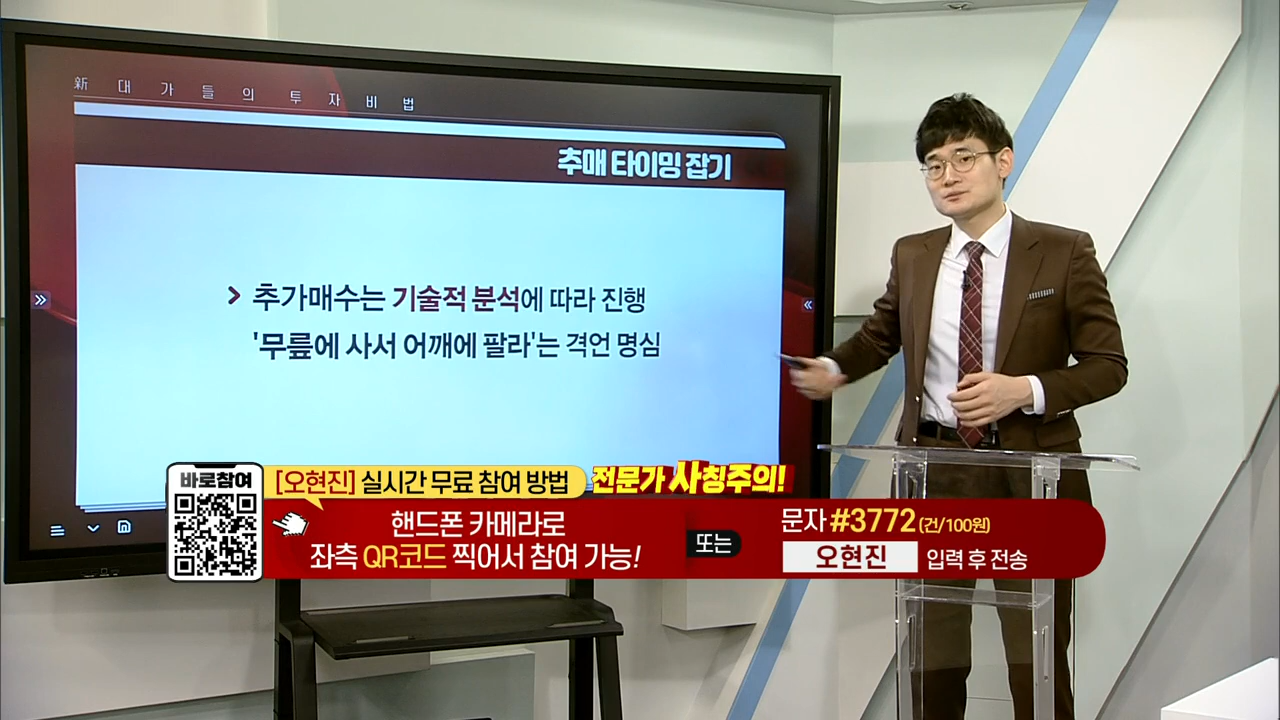 新 대가들의 투자비법
추매 타이밍 잡기
추가매수는 기술적 분석에 따라 진행
'무릎에 사서 어깨에 팔라'는 격언 명심
바로참여
[오현진] 실시간 무료 참여 방법
전문가 사칭주의!
핸드폰 카메라로
좌측 QR코드 찍어서 참여 가능!
또는
문자 #3772 (건/100원)
오현진 입력 후 전송